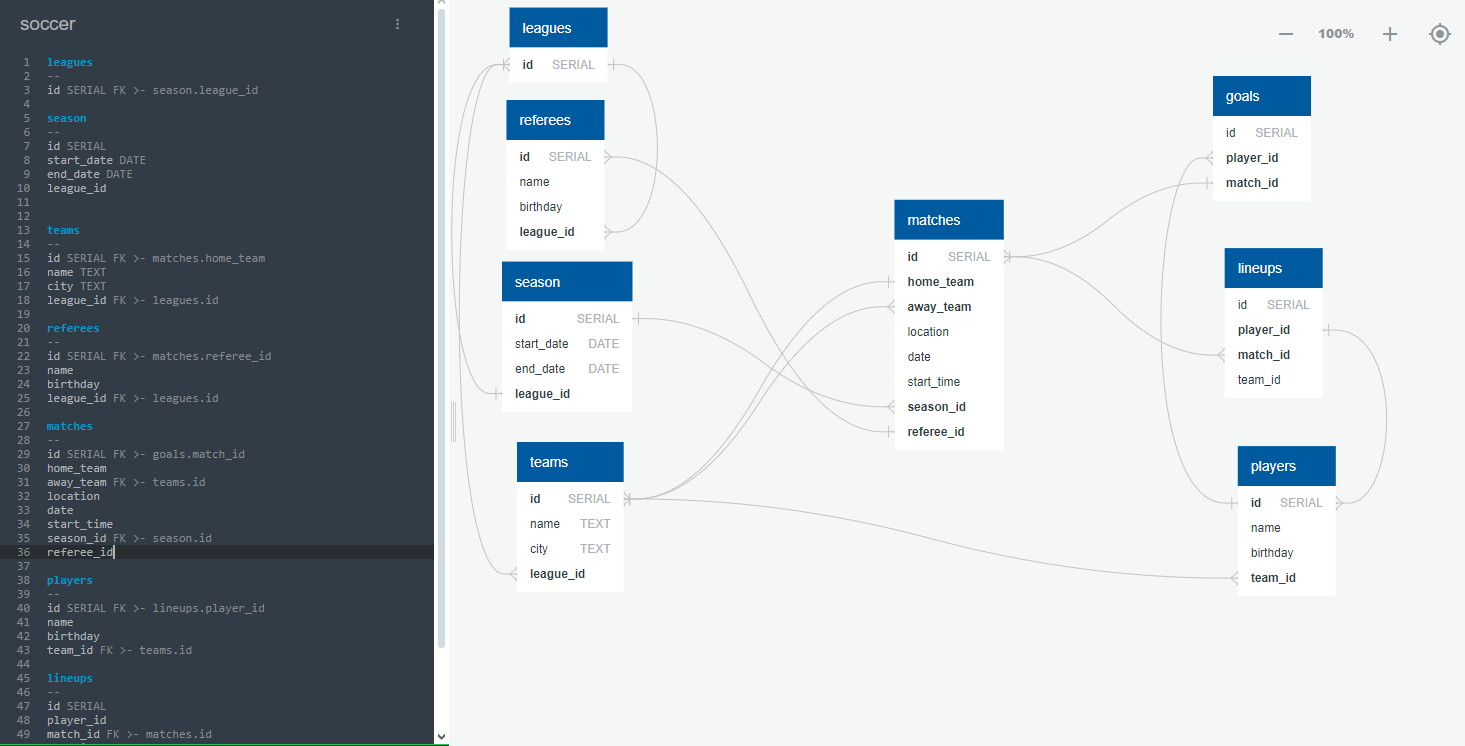 soccer
1 leagues
2 --
3 id SERIAL FK >- season.league_id
4
5 season
6 --
7 id SERIAL
8 start_date DATE
9 end_date DATE
10 league_id
11
12
13 teams
14 --
15 id SERIAL FK >- matches.home_team
16 name TEXT
17 city TEXT
18 league_id FK >- leagues.id
19
20 referees
21 --
22 id SERIAL FK >- matches.referee_id
23 name
24 birthday
25 league_id FK >- leagues.id
26
27 matches
28 --
29 id SERIAL FK >- goals.match_id
30 home_team
31 away_team FK >- teams.id
32 location
33 date
34 start_time
35 season_id FK >- season.id
36 referee_id
37
38 players
39 --
40 id SERIAL FK >- lineups.player_id
41 name
42 birthday
43 team_id FK >- teams.id
44
45 lineups
46 --
47 id SERIAL
48 player_id
49 match_id FK >- matches.id
100%
leagues
id SERIAL
referees
id SERIAL
name
birthday
league_id
season
id SERIAL
start_date DATE
end_date DATE
league_id
teams
id SERIAL
name TEXT
city TEXT
league_id
matches
id SERIAL
home_team
away_team
location
date
start_time
season_id
referee_id
goals
id SERIAL
player_id
match_id
lineups
id SERIAL
player_id
match_id
team_id
players
id SERIAL
name
birthday
team_id